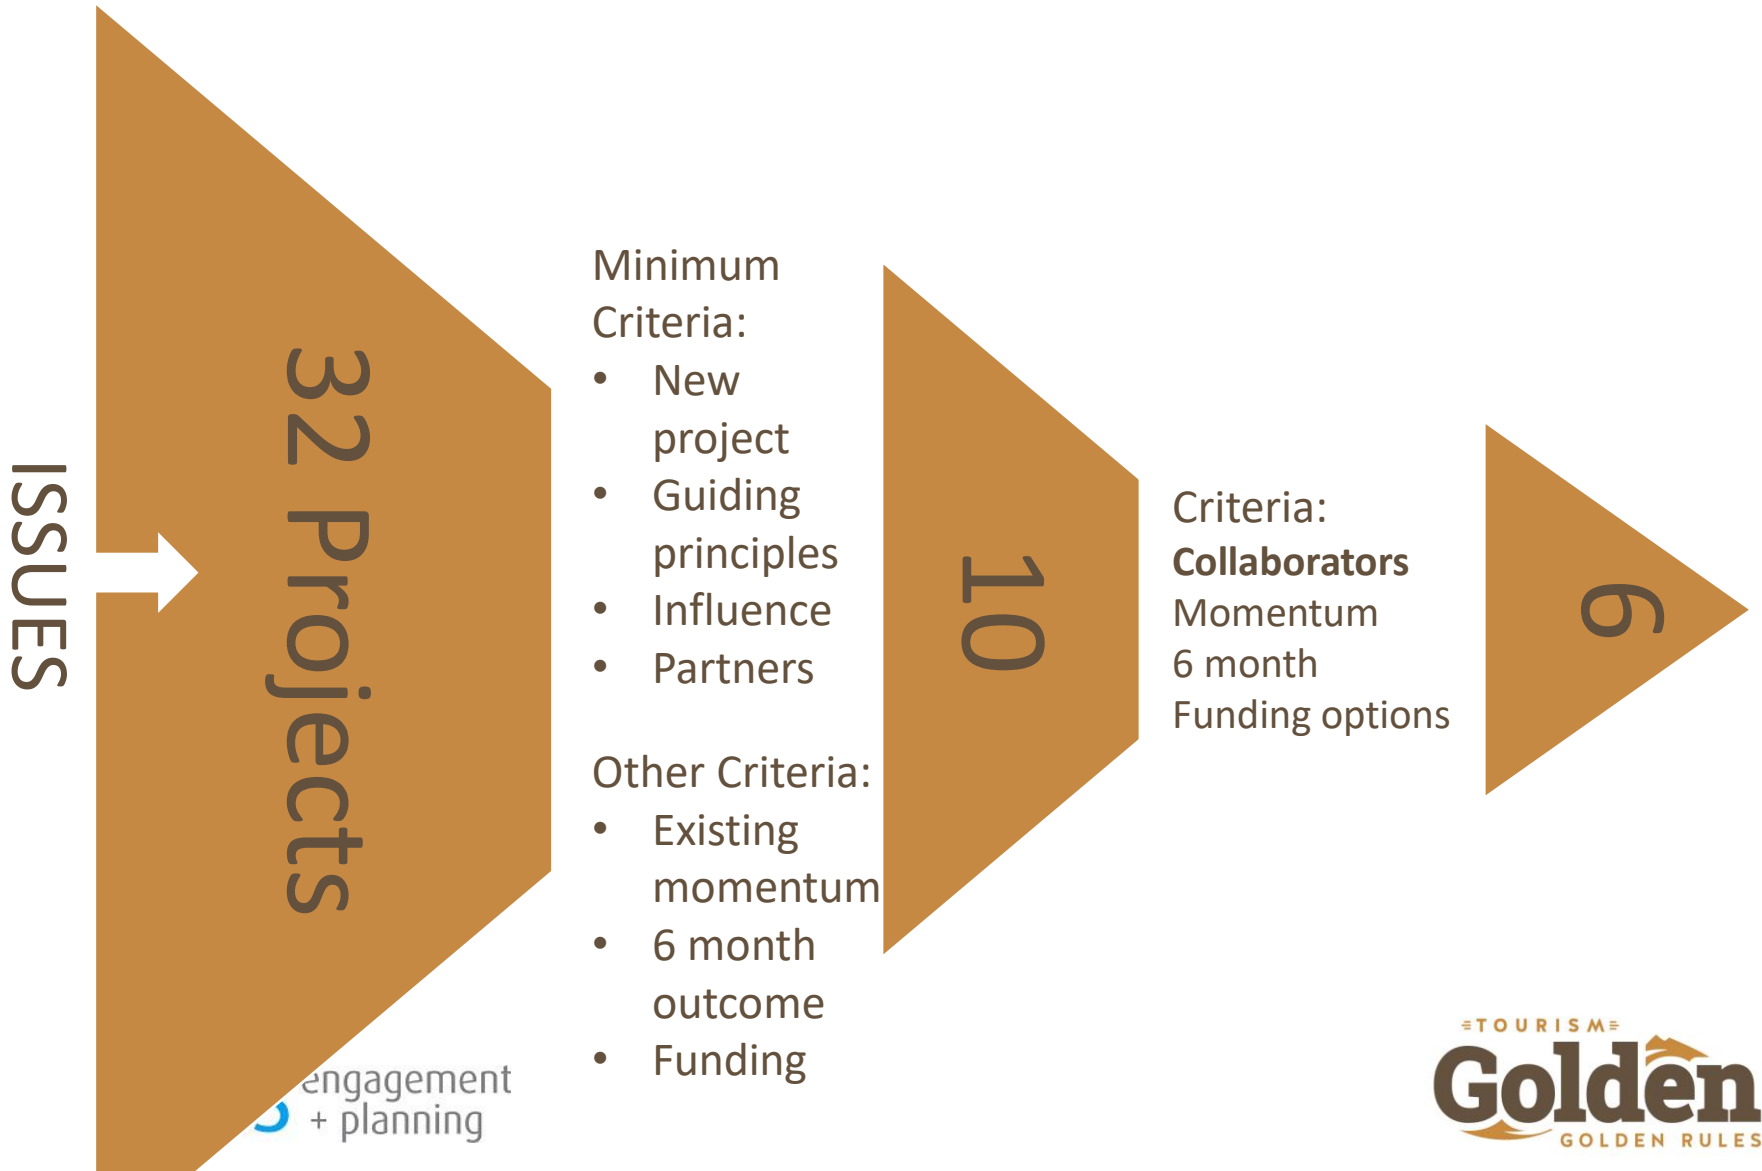 ISSUES
32 Projects
Minimum
Criteria:
• New
project
• Guiding
principles
• Influence
• Partners
Other Criteria:
• Existing
momentum
• 6 month
outcome
• Funding
10
Criteria:
Collaborators
Momentum
6 month
Funding options
6
engagement
+ planning
TOURISM
Golden
GOLDEN RULES